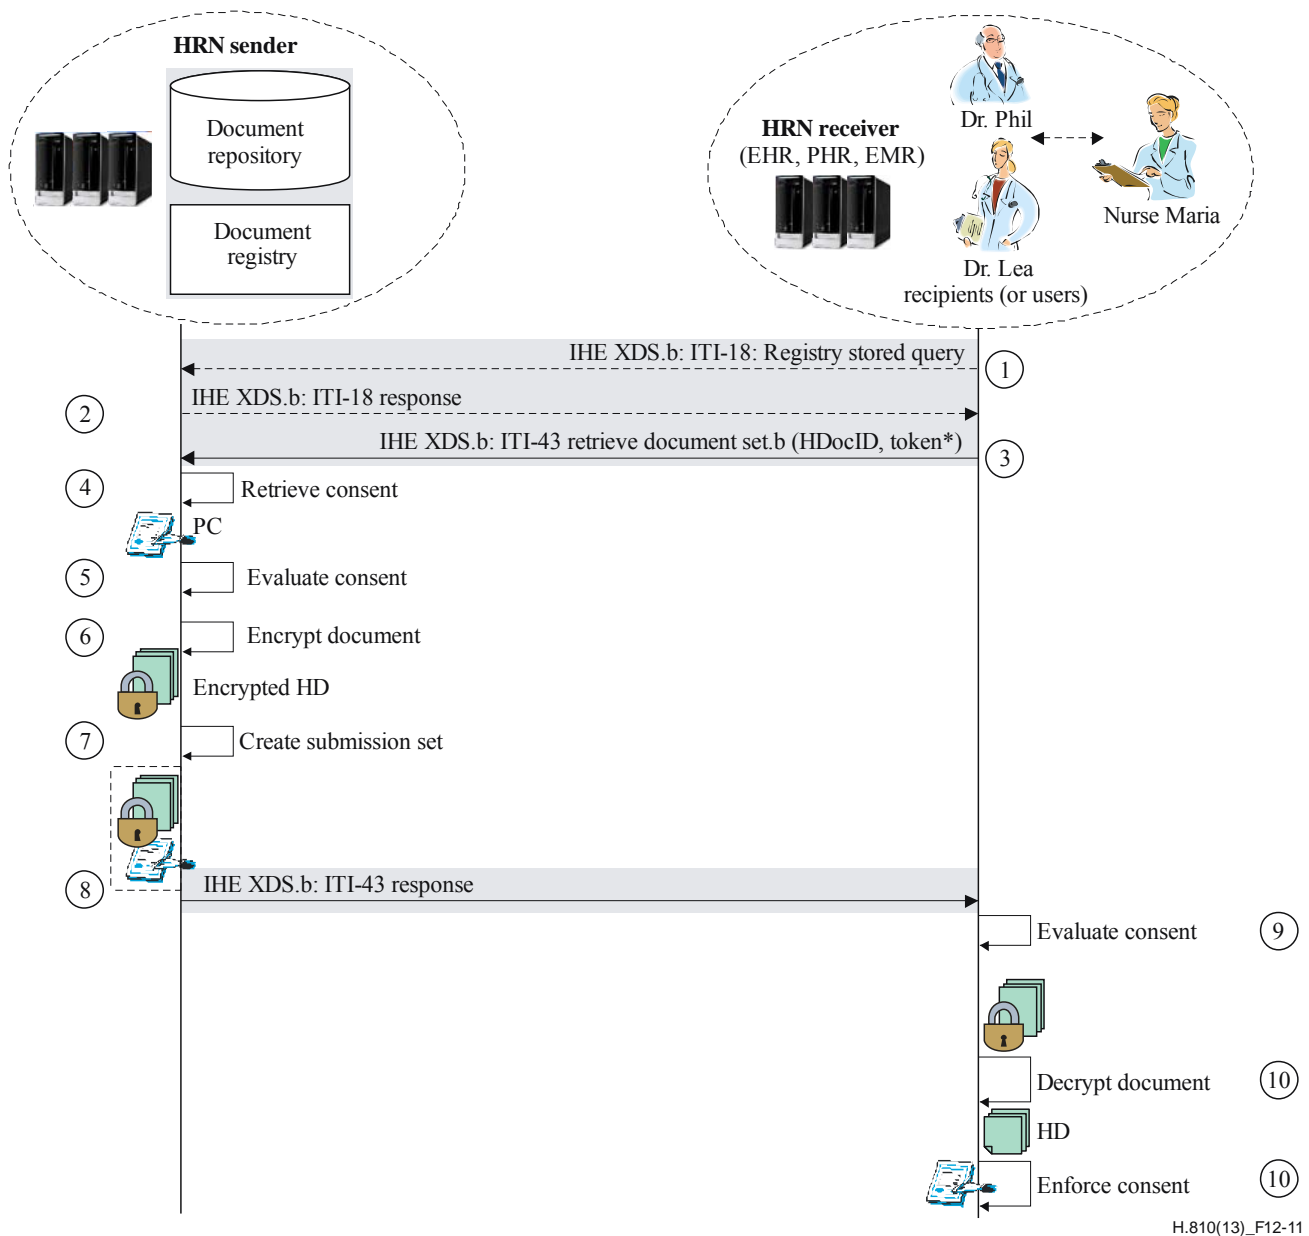 HRN sender
Document
repository
Document
registry
HRN receiver
(EHR, PHR, EMR)
Dr. Phil
Nurse Maria
Dr. Lea
recipients (or users)
IHE XDS.b: ITI-18: Registry stored query
1
2
IHE XDS.b: ITI-18 response
IHE XDS.b: ITI-43 retrieve document set.b (HDocID, token*)
3
4
Retrieve consent
PC
5
Evaluate consent
6
Encrypt document
Encrypted HD
7
Create submission set
8
IHE XDS.b: ITI-43 response
Evaluate consent
9
Decrypt document
10
HD
Enforce consent
10
H.810(13)_F12-11